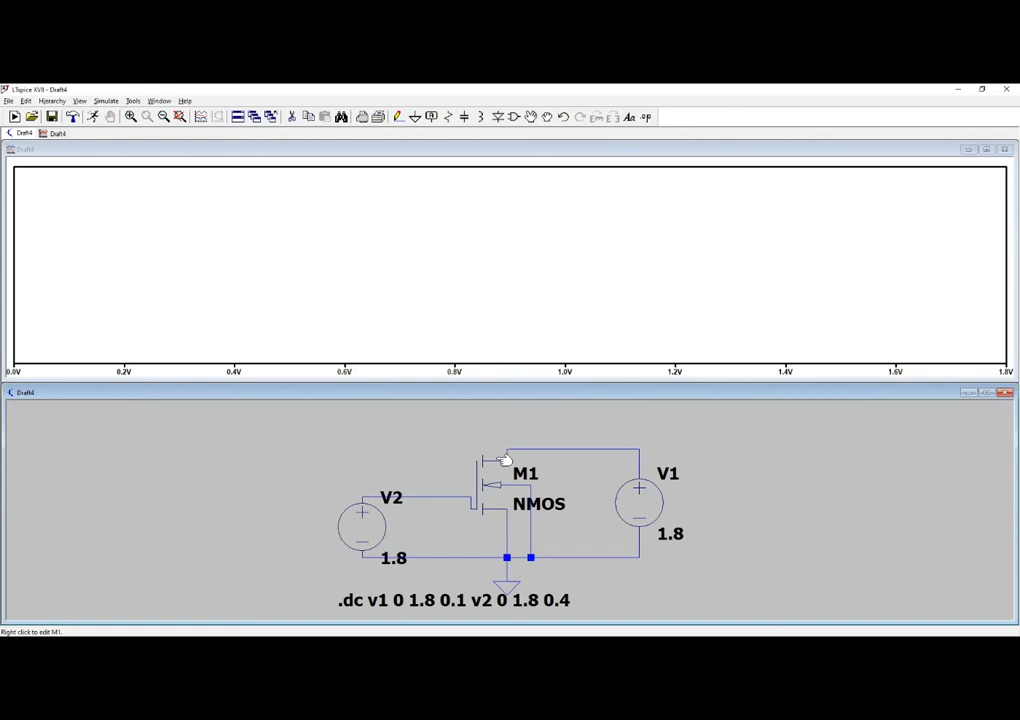 LTspice XVII - Draft4
File Edit Hierarchy View Simulate Tools Window Help
Draft4 Draft4
Draft4
0.0V 0.2V 0.4V 0.6V 0.8V 1.0V 1.2V 1.4V 1.6V 1.8V
Draft4
M1
V1
V2
NMOS
1.8
1.8
.dc v1 0 1.8 0.1 v2 0 1.8 0.4
Right click to edit M1.